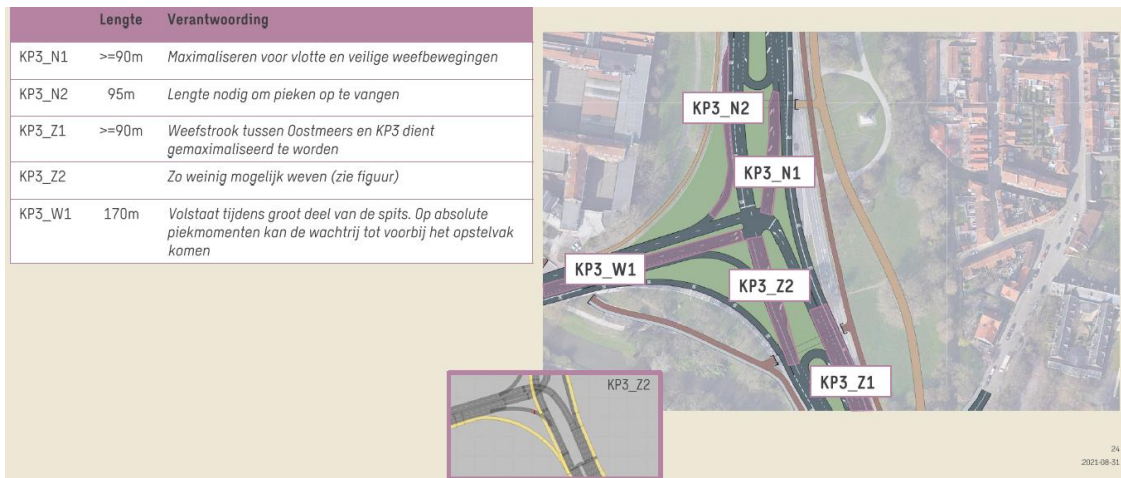 Lengte Verantwoording
KP3_N1 >=90m Maximaliseren voor vlotte en veilige weefbewegingen
KP3_N2 95m Lengte nodig om pieken op te vangen
KP3_Z1 >=90m Weefstrook tussen Oostmeers en KP3 dient
gemaximaliseerd te worden
KP3_Z2 Zo weinig mogelijk weven (zie figuur)
KP3_W1 170m Volstaat tijdens groot deel van de spits. Op absolute
piekmomenten kan de wachtrij tot voorbij het opstelvak
komen
KP3_N2
KP3_N1
KP3_W1
KP3_Z2
KP3_Z1
KP3_Z2
24
2021-08-31